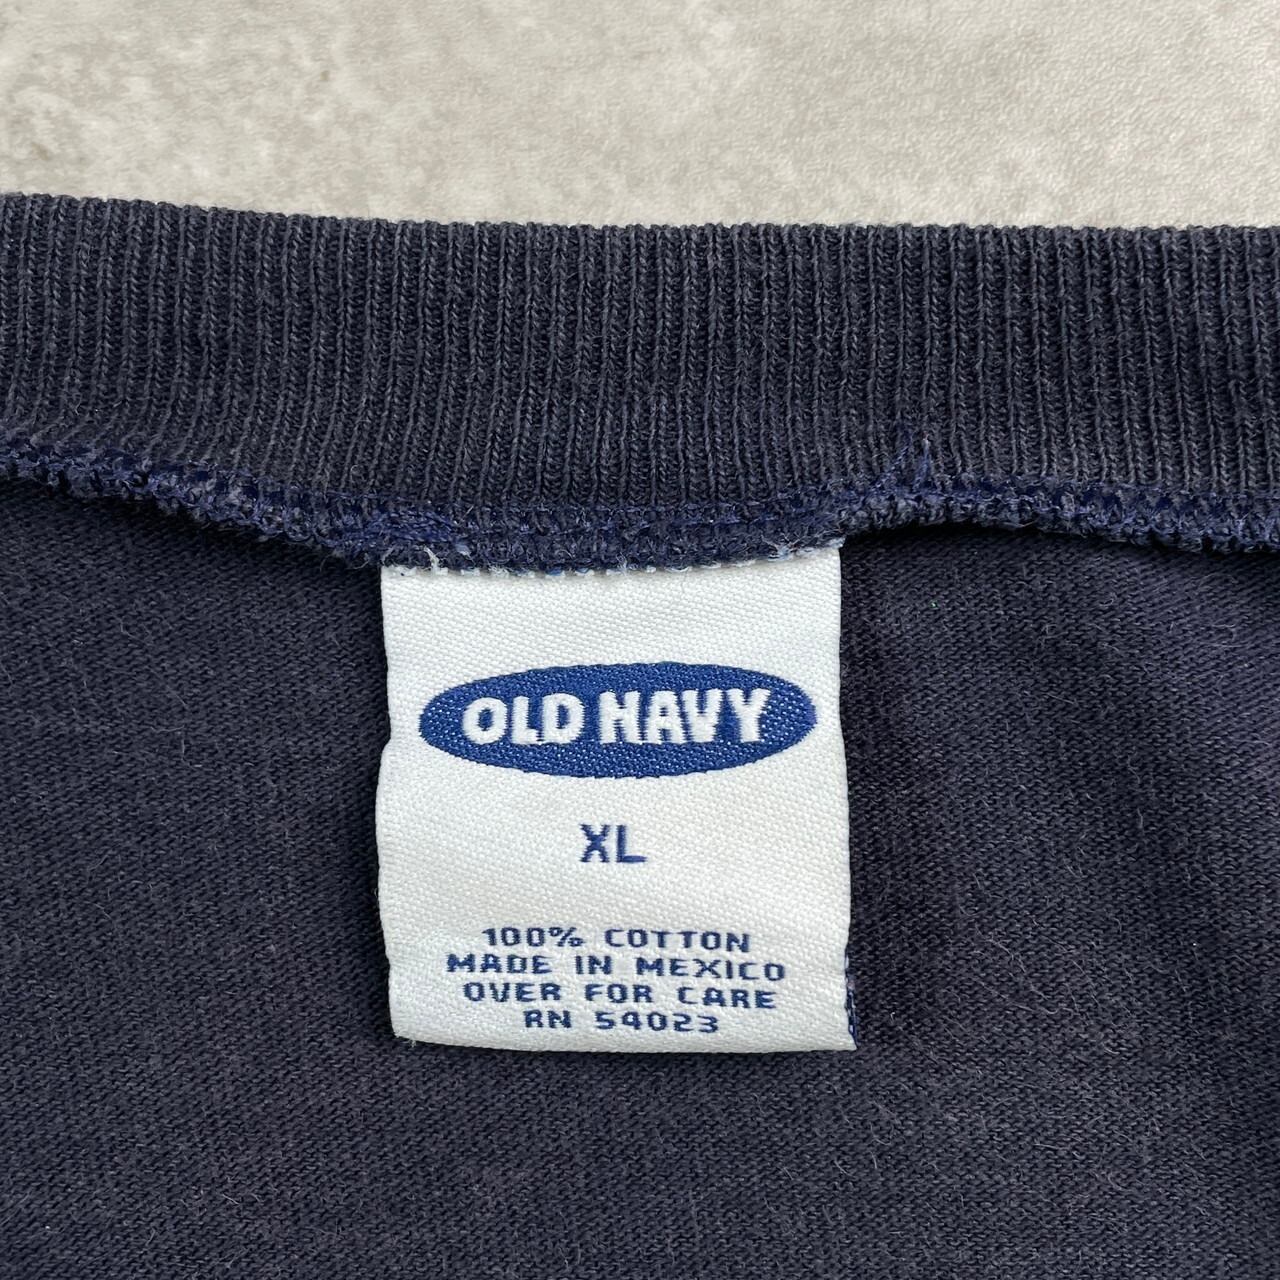 OLD NAVY
XL
100% COTTON
MADE IN MEXICO
OVER FOR CARE
RN 54023